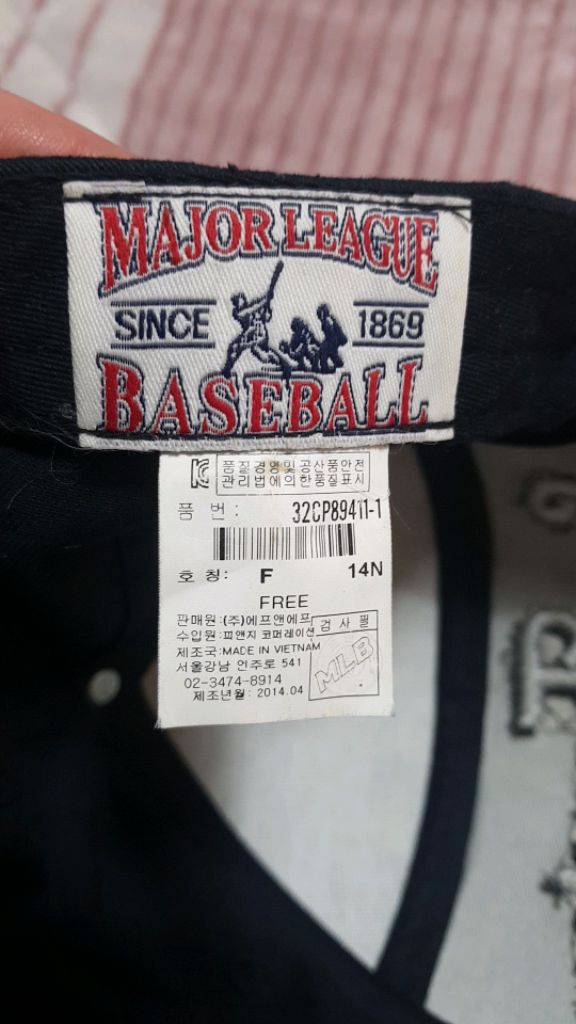 MAJOR LEAGUE
SINCE 1869
BASEBALL
품질경영및공산품안전
관리법에의한품질표시
품 번 : 32CP89411-1
호 칭: F 14N
FREE
판매원:(주)에프앤에프
검 사 필
수입원:피앤지 코퍼레이션
제조국:MADE IN VIETNAM
MLB
서울강남 언주로 541
02-3474-8914
제조년월: 2014.04